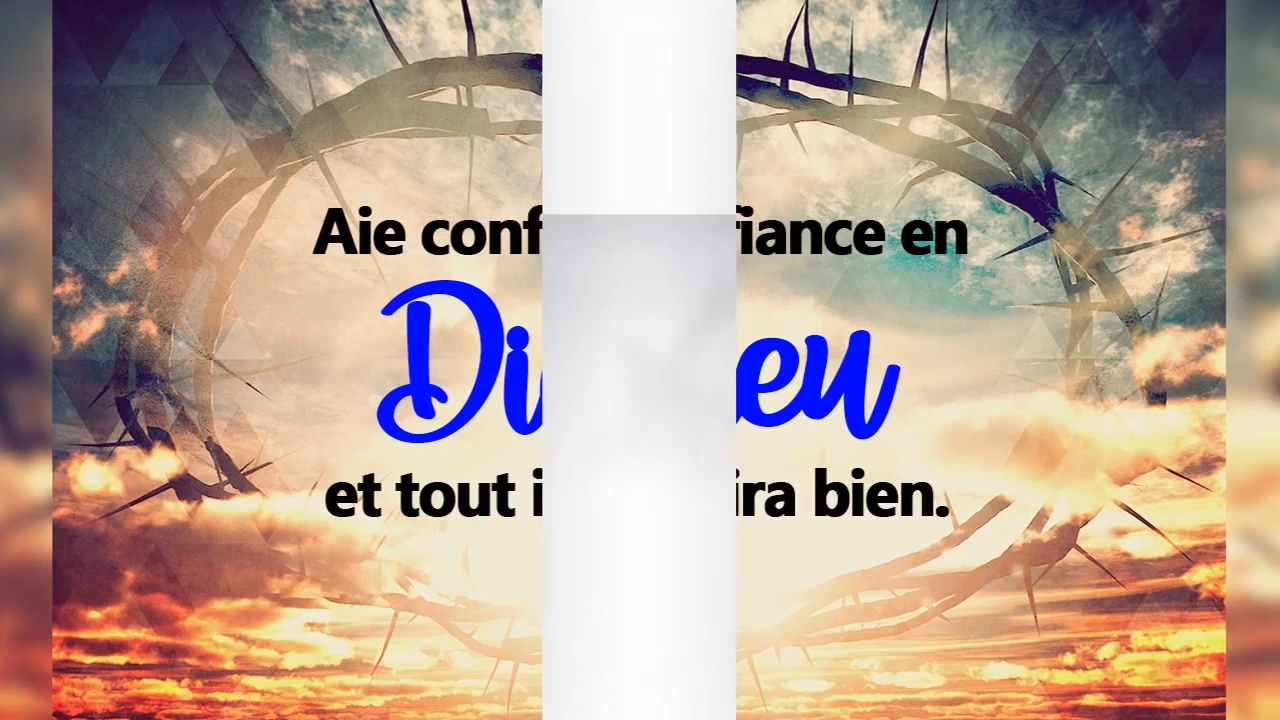 Aie conf fiance en
Di eu
et tout i ira bien.